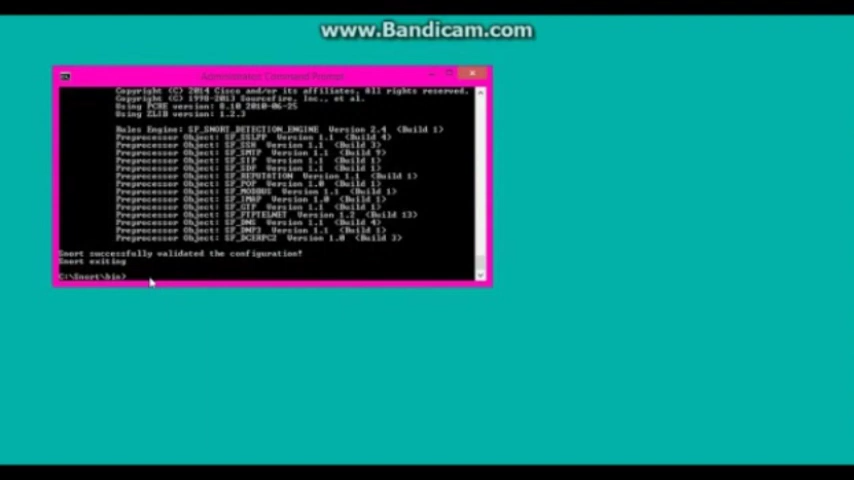 www.Bandicam.com
Administrator: Command Prompt
Copyright (C) 2014 Cisco and/or its affiliates. All rights reserved.
Copyright (C) 1998-2013 Sourcefire, Inc., et al.
Using PCRE version: 8.10 2010-06-25
Using ZLIB version: 1.2.3
Rules Engine: SF_SNORT_DETECTION_ENGINE  Version 2.4  <Build 1>
Preprocessor Object: SF_SSLPP  Version 1.1  <Build 4>
Preprocessor Object: SF_SSH  Version 1.1  <Build 3>
Preprocessor Object: SF_SMTP  Version 1.1  <Build 9>
Preprocessor Object: SF_SIP  Version 1.1  <Build 1>
Preprocessor Object: SF_SDF  Version 1.1  <Build 1>
Preprocessor Object: SF_REPUTATION  Version 1.1  <Build 1>
Preprocessor Object: SF_POP  Version 1.0  <Build 1>
Preprocessor Object: SF_MODBUS  Version 1.1  <Build 1>
Preprocessor Object: SF_IMAP  Version 1.0  <Build 1>
Preprocessor Object: SF_GTP  Version 1.1  <Build 1>
Preprocessor Object: SF_FTPTELNET  Version 1.2  <Build 13>
Preprocessor Object: SF_DNS  Version 1.1  <Build 4>
Preprocessor Object: SF_DNP3  Version 1.1  <Build 1>
Preprocessor Object: SF_DCERPC2  Version 1.0  <Build 3>
Snort successfully validated the configuration!
Snort exiting
C:\Snort\bin>